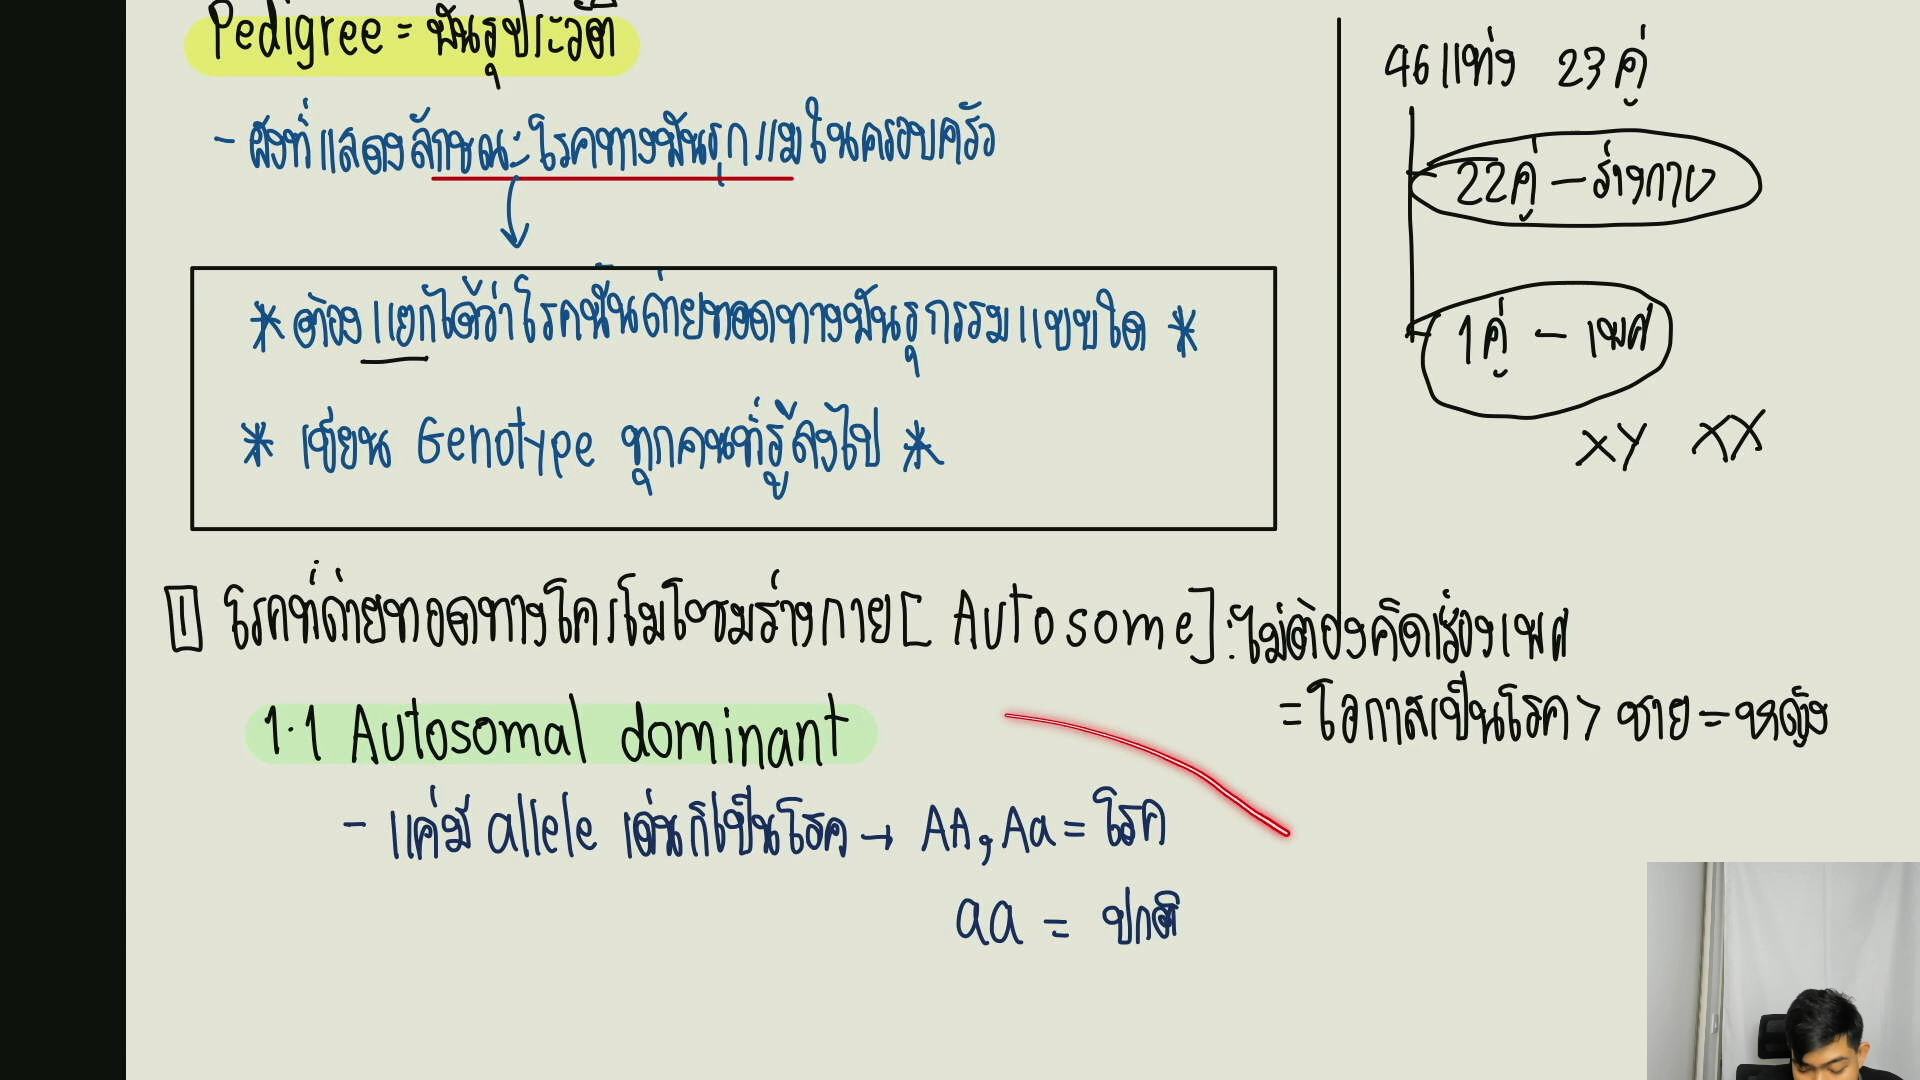 Pedigree = พันธุประวัติ
- ผังที่แสดงลักษณะโรคทางพันธุกรรมในครอบครัว
* ต้องแยกได้ว่าโรคนั้นถ่ายทอดทางพันธุกรรมแบบใด *
* เขียน Genotype ทุกคนที่รู้ลงไป *
46 แท่ง 23 คู่
22 คู่ - ร่างกาย
1 คู่ - เพศ
XY XX
1 โรคที่ถ่ายทอดทางโครโมโซมร่างกาย [Autosome] : ไม่ต้องคิดเรื่องเพศ
= โอกาสเป็นโรค > ชาย = หญิง
1.1 Autosomal dominant
- แค่มี allele เด่นก็เป็นโรค → AA, Aa = โรค
aa = ปกติ